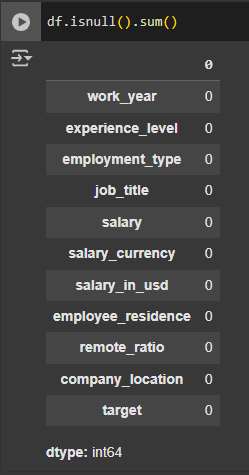 df.isnull().sum()
0
work_year 0
experience_level 0
employment_type 0
job_title 0
salary 0
salary_currency 0
salary_in_usd 0
employee_residence 0
remote_ratio 0
company_location 0
target 0
dtype: int64